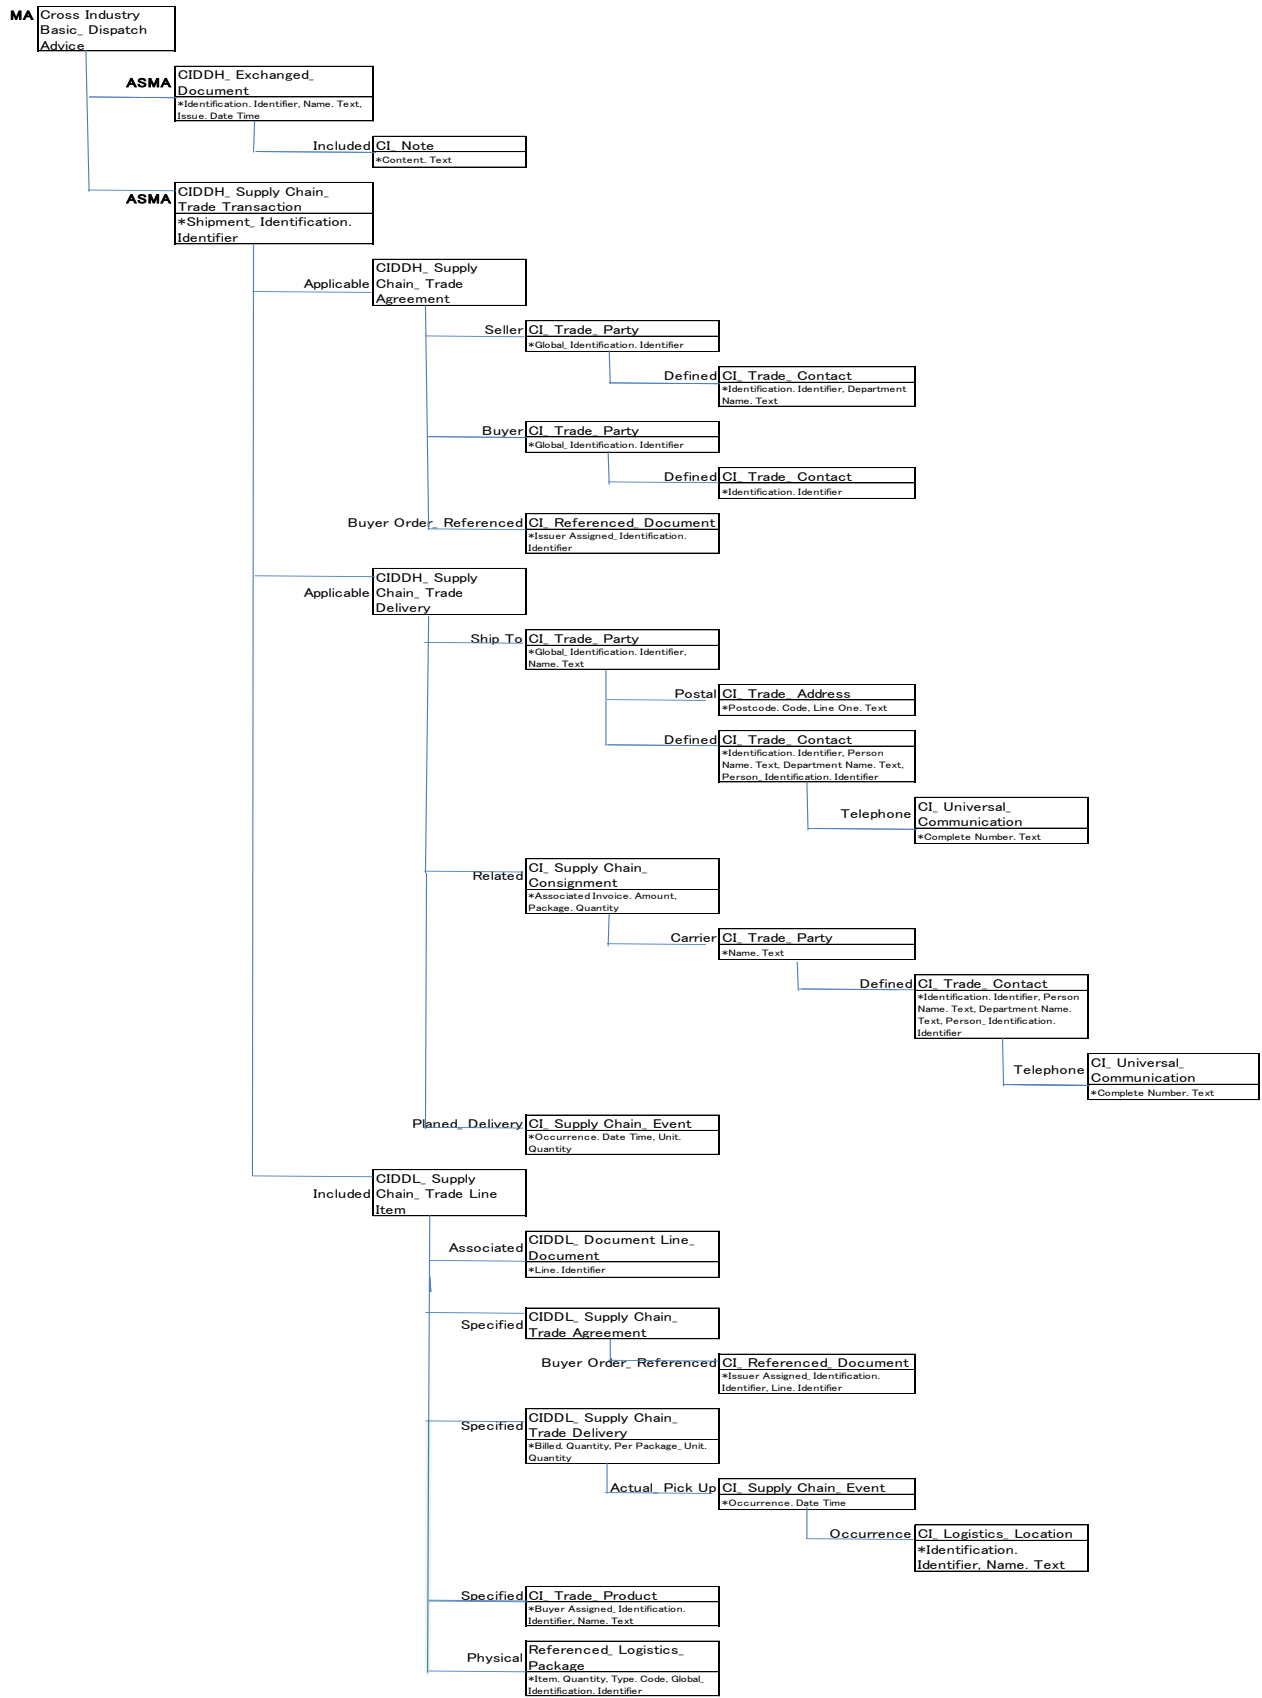 MA Cross Industry
Basic_ Dispatch
Advice
ASMA CIDDH_ Exchanged_
Document
*Identification. Identifier, Name. Text,
Issue. Date Time
Included CI_ Note
*Content. Text
ASMA CIDDH_ Supply Chain_
Trade Transaction
*Shipment_ Identification.
Identifier
Applicable CIDDH_ Supply
Chain_ Trade
Agreement
Seller CI_ Trade_ Party
*Global_ Identification. Identifier
Defined CI_ Trade_ Contact
*Identification. Identifier, Department
Name. Text
Buyer CI_ Trade_ Party
*Global_ Identification. Identifier
Defined CI_ Trade_ Contact
*Identification. Identifier
Buyer Order_ Referenced CI_ Referenced_ Document
*Issuer Assigned_ Identification.
Identifier
Applicable CIDDH_ Supply
Chain_ Trade
Delivery
Ship To CI_ Trade_ Party
*Global_ Identification. Identifier,
Name. Text
Postal CI_ Trade_ Address
*Postcode. Code, Line One. Text
Defined CI_ Trade_ Contact
*Identification. Identifier, Person
Name. Text, Department Name. Text,
Person_ Identification. Identifier
Telephone CI_ Universal_
Communication
*Complete Number. Text
Related CI_ Supply Chain_
Consignment
*Associated Invoice. Amount,
Package. Quantity
Carrier CI_ Trade_ Party
*Name. Text
Defined CI_ Trade_ Contact
*Identification. Identifier, Person
Name. Text, Department Name.
Text, Person_ Identification.
Identifier
Telephone CI_ Universal_
Communication
*Complete Number. Text
Planed_ Delivery CI_ Supply Chain_ Event
*Occurrence. Date Time, Unit.
Quantity
Included CIDDL_ Supply
Chain_ Trade Line
Item
Associated CIDDL_ Document Line_
Document
*Line. Identifier
Specified CIDDL_ Supply Chain_
Trade Agreement
Buyer Order_ Referenced CI_ Referenced_ Document
*Issuer Assigned_ Identification.
Identifier, Line. Identifier
Specified CIDDL_ Supply Chain_
Trade Delivery
*Billed. Quantity, Per Package_ Unit.
Quantity
Actual_ Pick Up CI_ Supply Chain_ Event
*Occurrence. Date Time
Occurrence CI_ Logistics_ Location
*Identification.
Identifier, Name. Text
Specified CI_ Trade_ Product
*Buyer Assigned_ Identification.
Identifier, Name. Text
Physical Referenced_ Logistics_
Package
*Item. Quantity, Type. Code, Global_
Identification. Identifier